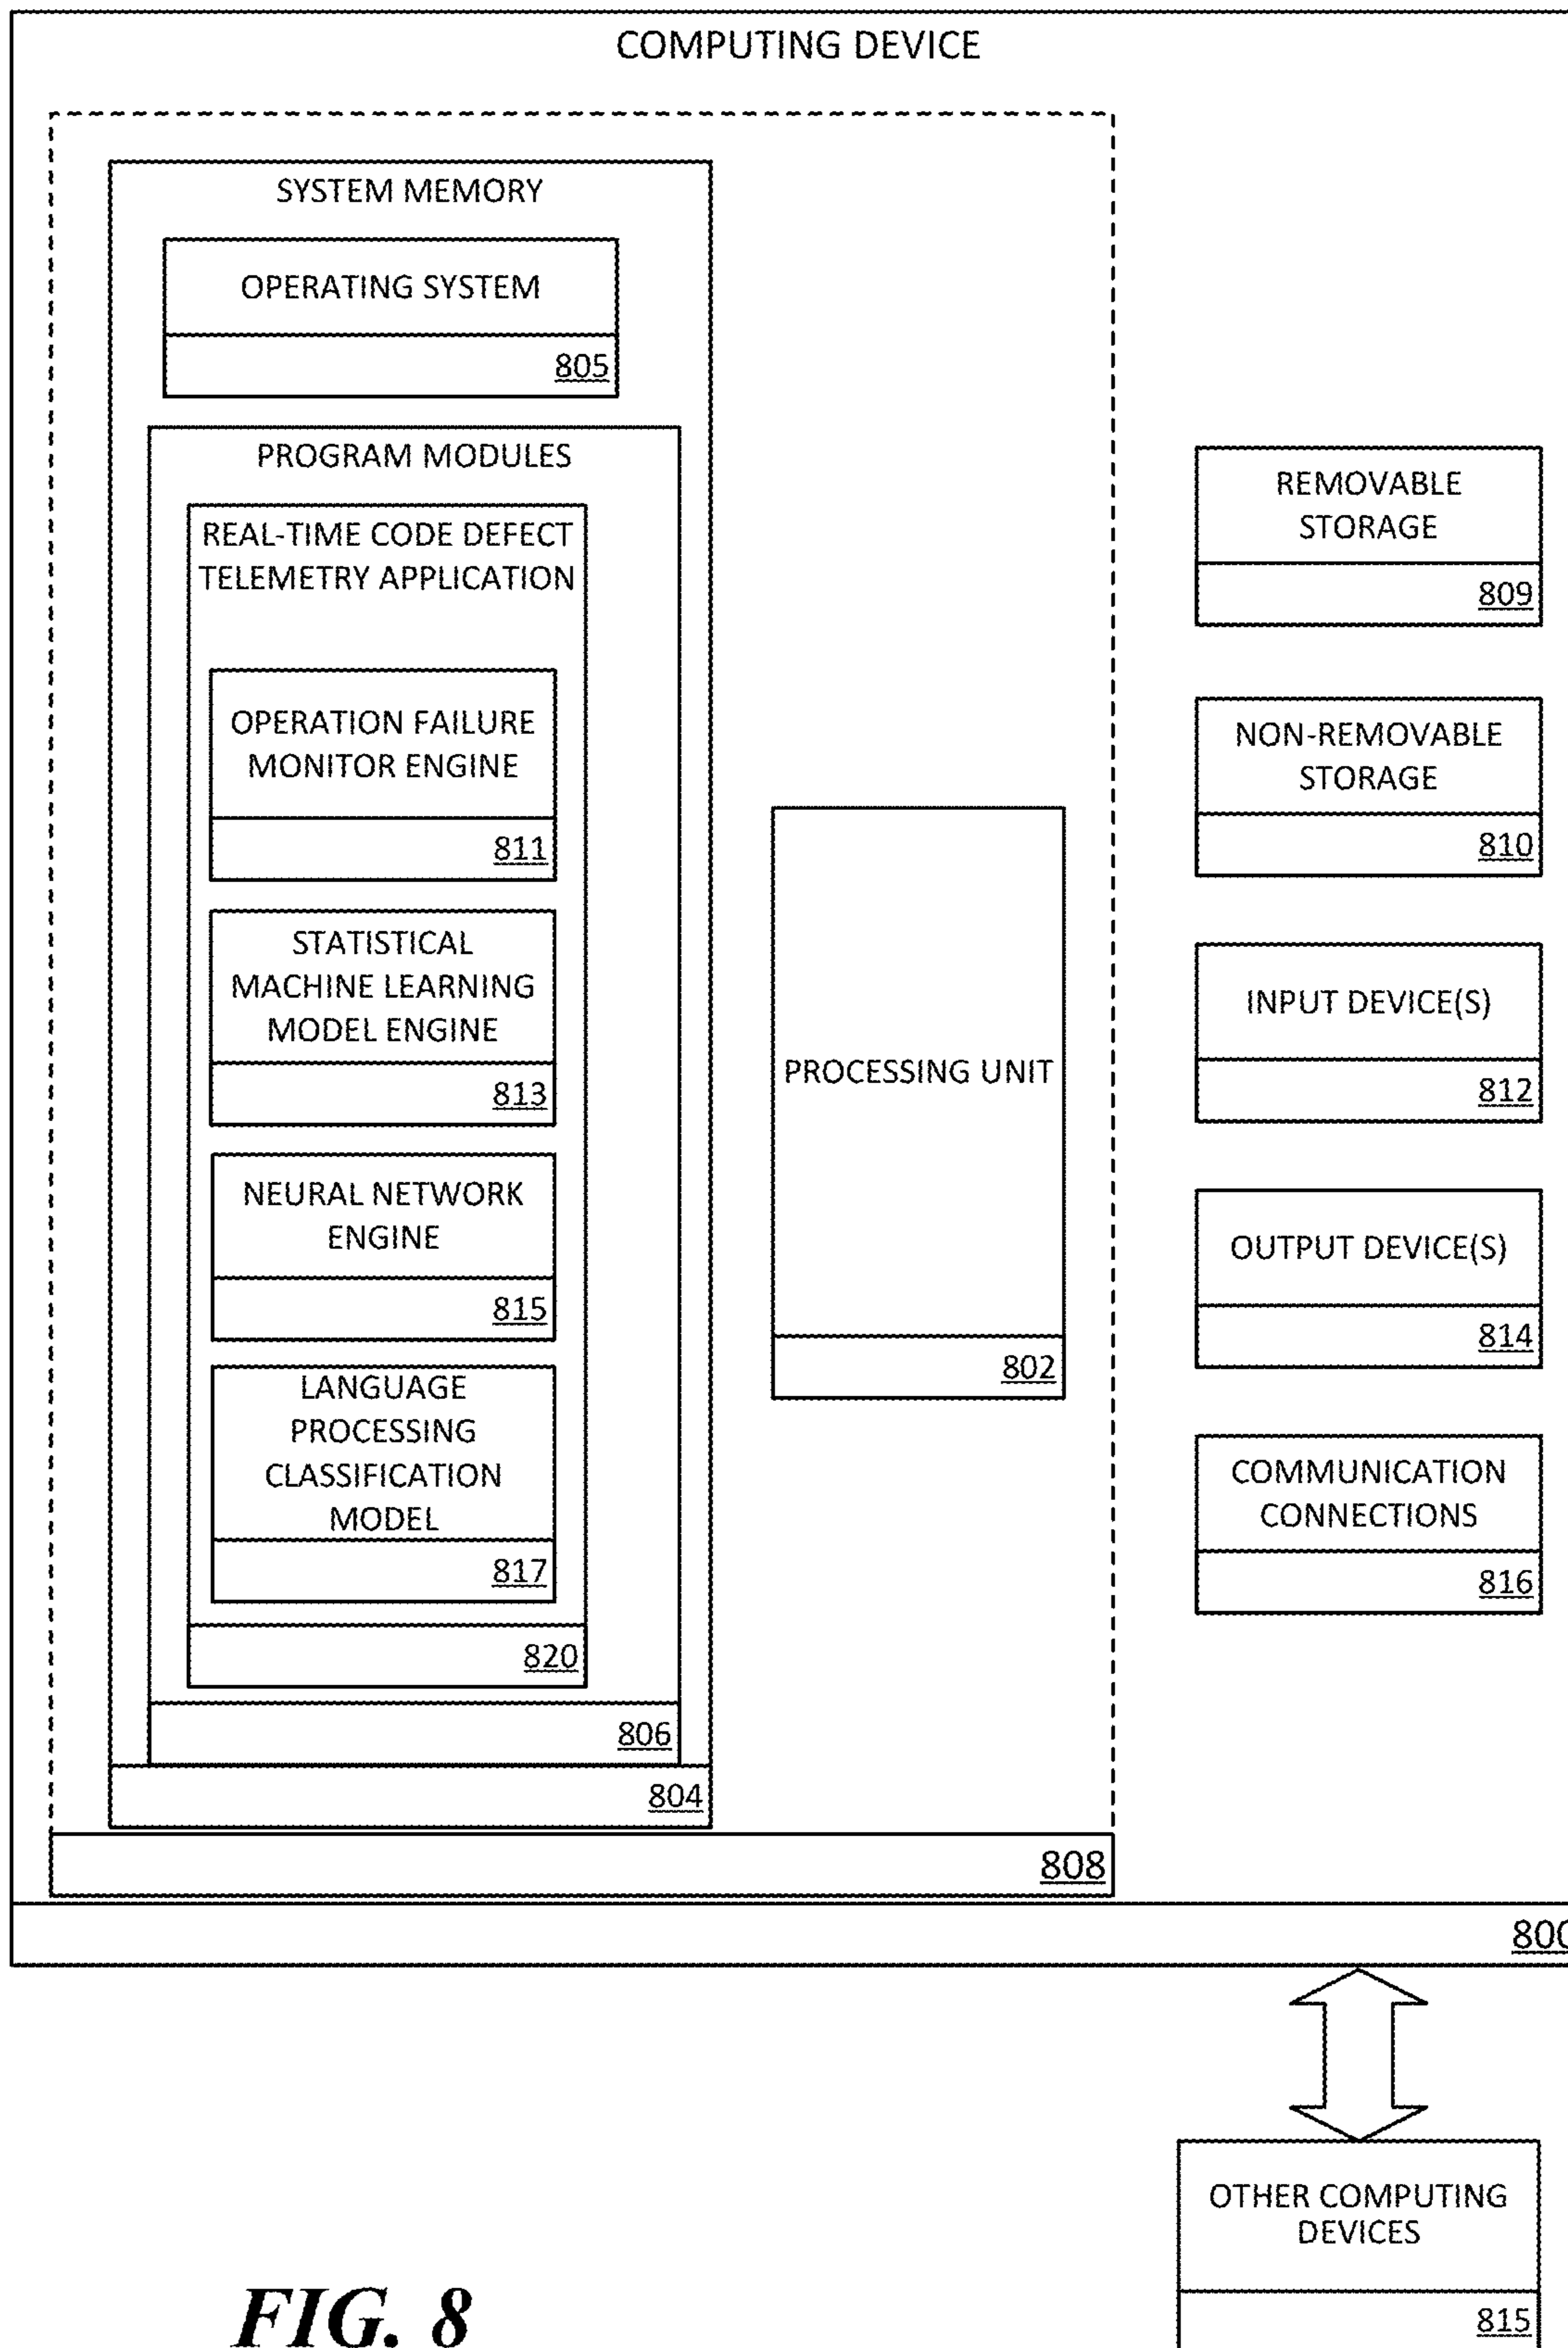 COMPUTING DEVICE
SYSTEM MEMORY
OPERATING SYSTEM
805
PROGRAM MODULES
REAL-TIME CODE DEFECT
TELEMETRY APPLICATION
OPERATION FAILURE
MONITOR ENGINE
811
STATISTICAL
MACHINE LEARNING
MODEL ENGINE
813
NEURAL NETWORK
ENGINE
815
LANGUAGE
PROCESSING
CLASSIFICATION
MODEL
817
820
806
804
PROCESSING UNIT
802
808
REMOVABLE
STORAGE
809
NON-REMOVABLE
STORAGE
810
INPUT DEVICE(S)
812
OUTPUT DEVICE(S)
814
COMMUNICATION
CONNECTIONS
816
800
OTHER COMPUTING
DEVICES
815
FIG. 8